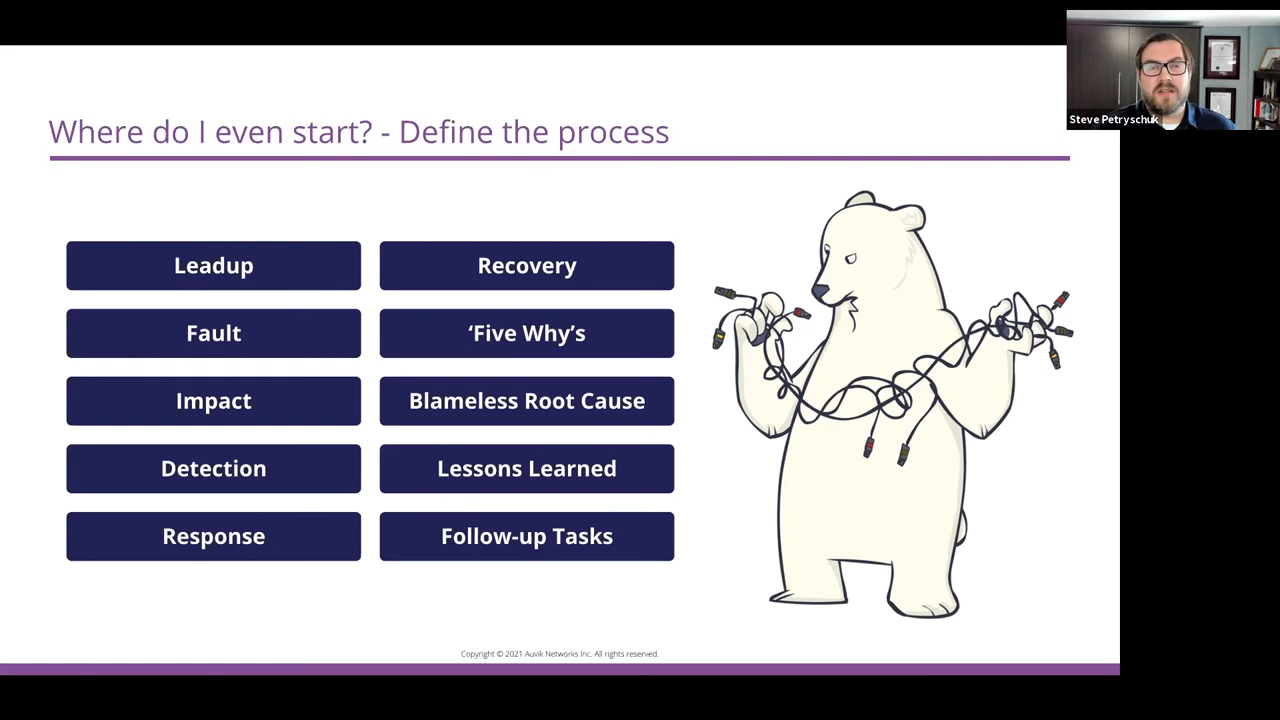 Steve Petryschuk
Where do I even start? - Define the process
Leadup
Fault
Impact
Detection
Response
Recovery
‘Five Why’s
Blameless Root Cause
Lessons Learned
Follow-up Tasks
Copyright © 2021 Auvik Networks Inc. All rights reserved.